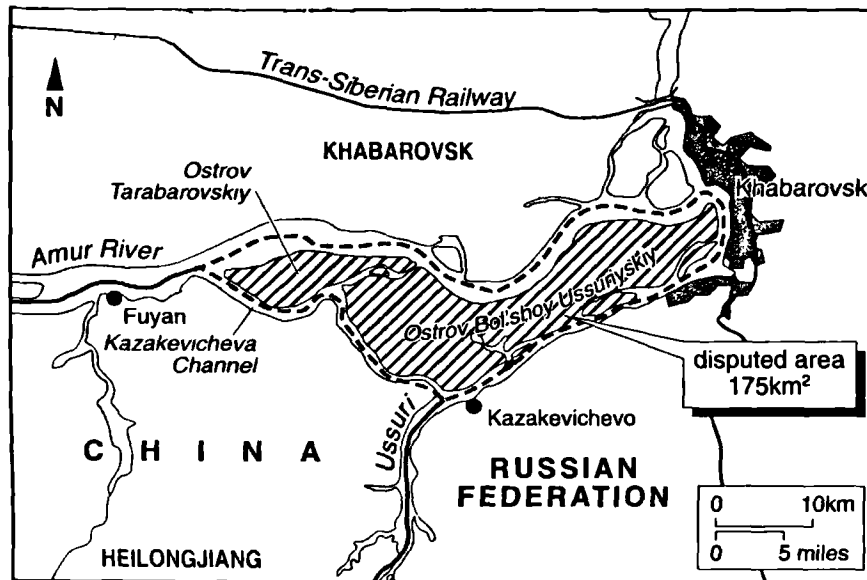 Trans-Siberian Railway
N
KHABAROVSK
Ostrov
Tarabarovskiy
Khabarovsk
Amur River
Ostrov Bol'shoy Ussuriyskiy
Fuyan
Kazakevicheva
Channel
disputed area
175km²
Kazakevichevo
Ussuri
CHINA
RUSSIAN
FEDERATION
0 10km
0 5 miles
HEILONGJIANG